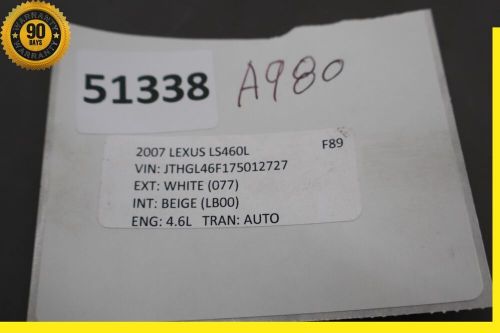 WARRANTY
90
DAYS
WARRANTY
51338 A980
2007 LEXUS LS460L F89
VIN: JTHGL46F175012727
EXT: WHITE (077)
INT: BEIGE (LB00)
ENG: 4.6L TRAN: AUTO